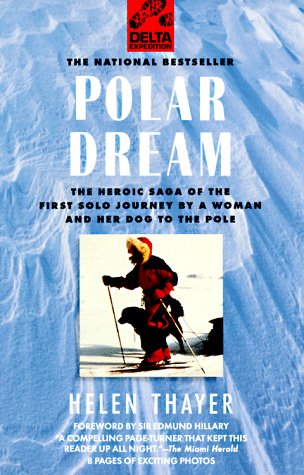 DELTA
EXPEDITION
THE NATIONAL BESTSELLER
POLAR
DREAM
THE HEROIC SAGA OF THE
FIRST SOLO JOURNEY BY A WOMAN
AND HER DOG TO THE POLE
HELEN THAYER
FOREWORD BY SIR EDMUND HILLARY
"A COMPELLING PAGE-TURNER THAT KEPT THIS
READER UP ALL NIGHT."—The Miami Herald
8 PAGES OF EXCITING PHOTOS